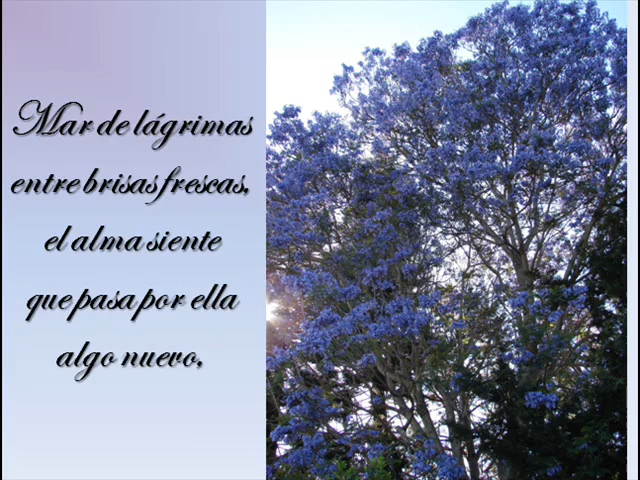 Mar de lágrimas
entre brisas frescas,
el alma siente
que pasa por ella
algo nuevo,